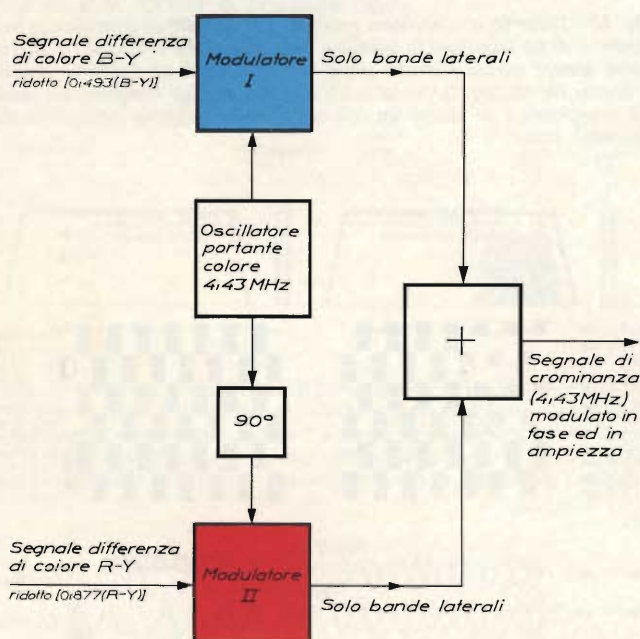 Segnale differenza
di colore B-Y
ridotto [0,493(B-Y)]
Modulatore
I
Solo bande laterali
Oscillatore
portante
colore
4,43 MHz
90°
+
Segnale di
crominanza
(4,43MHz)
modulato in
fase ed in
ampiezza
Segnale differenza
di colore R-Y
ridotto [0,877(R-Y)]
Modulatore
II
Solo bande laterali